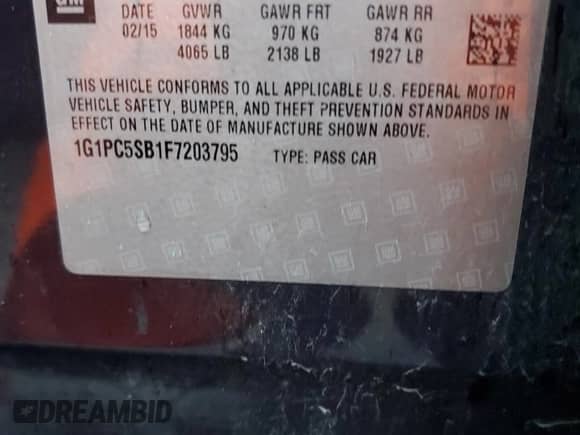 GM
DATE GVWR GAWR FRT GAWR RR
02/15 1844 KG 970 KG 874 KG
4065 LB 2138 LB 1927 LB
THIS VEHICLE CONFORMS TO ALL APPLICABLE U.S. FEDERAL MOTOR
VEHICLE SAFETY, BUMPER, AND THEFT PREVENTION STANDARDS IN
EFFECT ON THE DATE OF MANUFACTURE SHOWN ABOVE.
1G1PC5SB1F7203795 TYPE: PASS CAR
DREAMBID